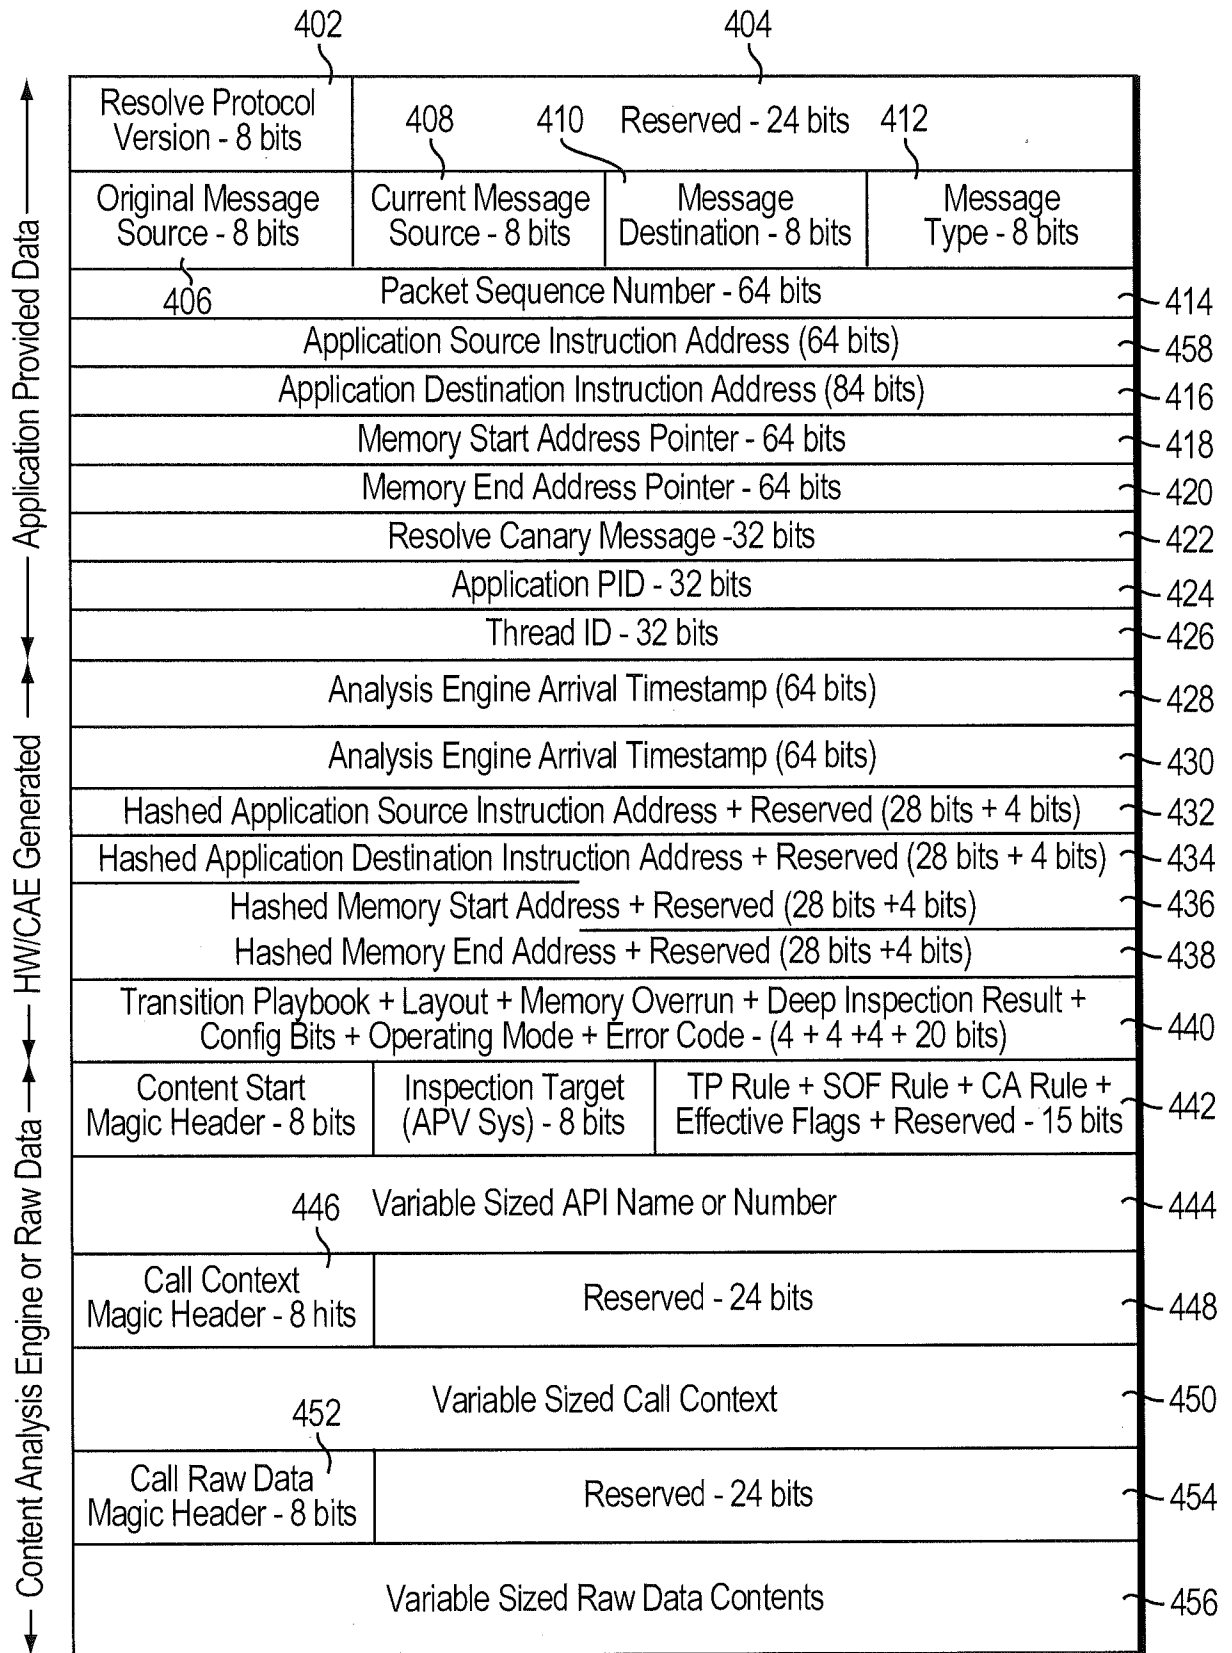 402
404
Resolve Protocol
Version - 8 bits
408
410
Reserved - 24 bits
412
Original Message
Source - 8 bits
Current Message
Source - 8 bits
Message
Destination - 8 bits
Message
Type - 8 bits
406
Packet Sequence Number - 64 bits
414
Application Source Instruction Address (64 bits)
458
Application Destination Instruction Address (84 bits)
416
Memory Start Address Pointer - 64 bits
418
Memory End Address Pointer - 64 bits
420
Resolve Canary Message -32 bits
422
Application PID - 32 bits
424
Thread ID - 32 bits
426
Application Provided Data
Analysis Engine Arrival Timestamp (64 bits)
428
Analysis Engine Arrival Timestamp (64 bits)
430
Hashed Application Source Instruction Address + Reserved (28 bits + 4 bits)
432
Hashed Application Destination Instruction Address + Reserved (28 bits + 4 bits)
434
Hashed Memory Start Address + Reserved (28 bits +4 bits)
436
Hashed Memory End Address + Reserved (28 bits +4 bits)
438
Transition Playbook + Layout + Memory Overrun + Deep Inspection Result +
Config Bits + Operating Mode + Error Code - (4 + 4 +4 + 20 bits)
440
HW/CAE Generated
Content Start
Magic Header - 8 bits
Inspection Target
(APV Sys) - 8 bits
TP Rule + SOF Rule + CA Rule +
Effective Flags + Reserved - 15 bits
442
Variable Sized API Name or Number
444
446
Call Context
Magic Header - 8 hits
Reserved - 24 bits
448
Variable Sized Call Context
450
452
Call Raw Data
Magic Header - 8 bits
Reserved - 24 bits
454
Variable Sized Raw Data Contents
456
Content Analysis Engine or Raw Data